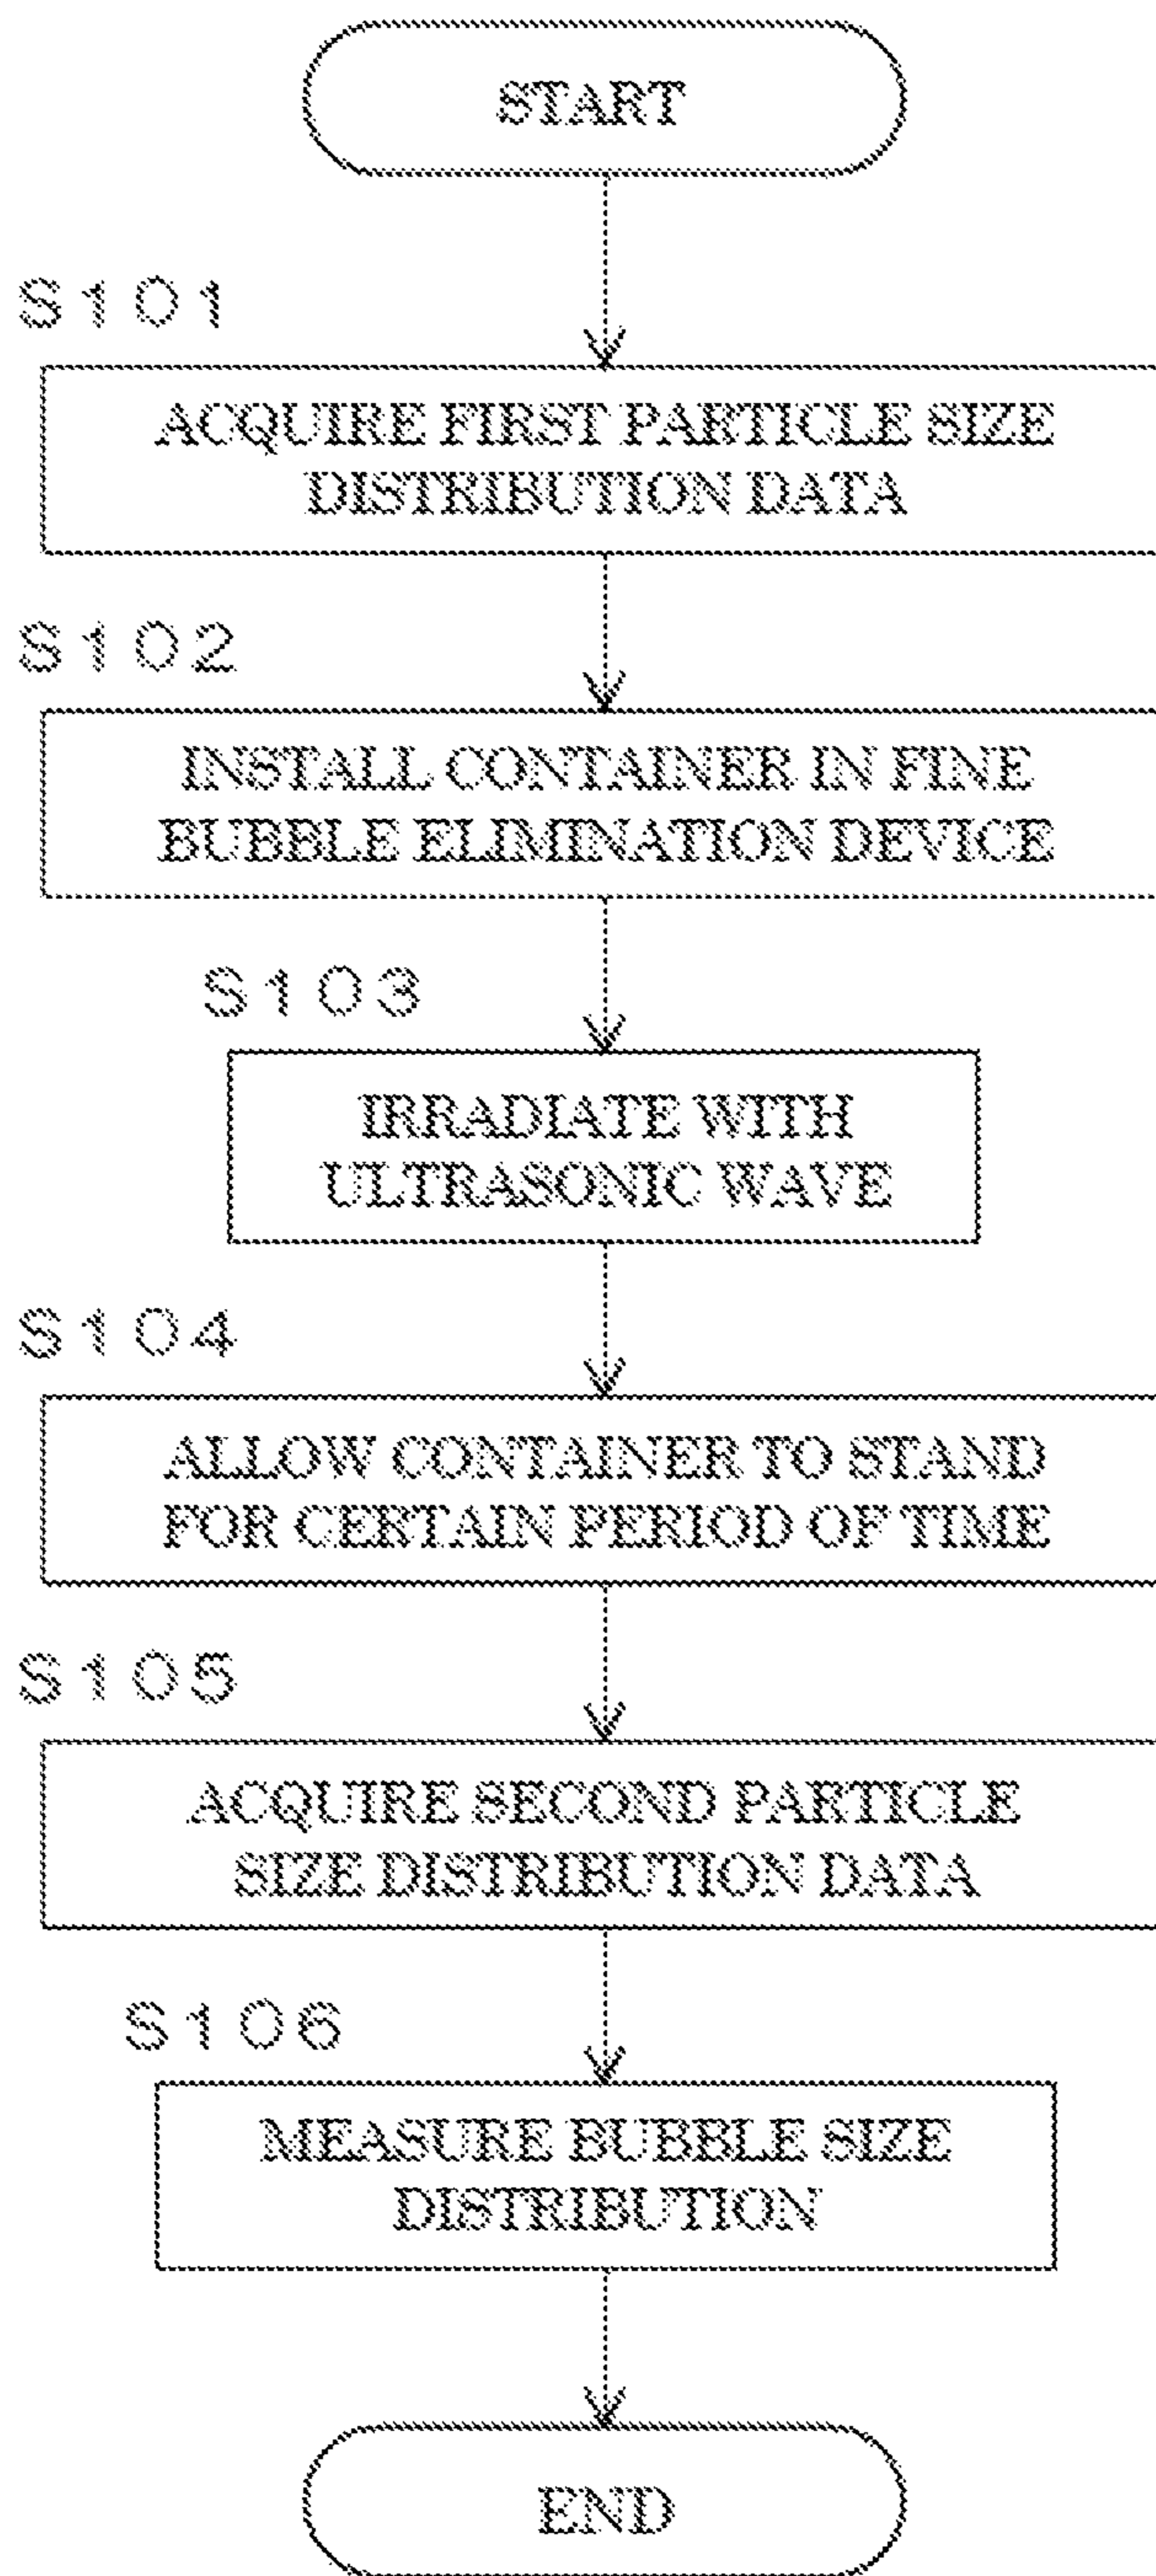 START
S101
ACQUIRE FIRST PARTICLE SIZE
DISTRIBUTION DATA
S102
INSTALL CONTAINER IN FINE
BUBBLE ELIMINATION DEVICE
S103
IRRADIATE WITH
ULTRASONIC WAVE
S104
ALLOW CONTAINER TO STAND
FOR CERTAIN PERIOD OF TIME
S105
ACQUIRE SECOND PARTICLE
SIZE DISTRIBUTION DATA
S106
MEASURE BUBBLE SIZE
DISTRIBUTION
END